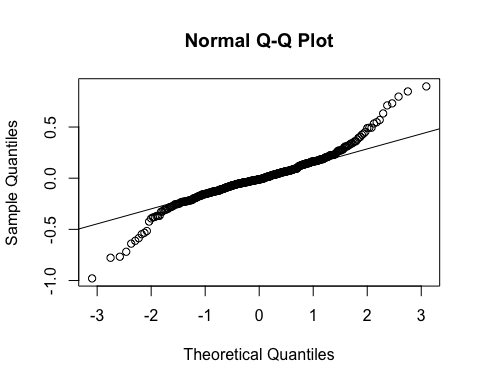 Normal Q-Q Plot
Sample Quantiles
0.5
0.0
-0.5
-1.0
-3 -2 -1 0 1 2 3
Theoretical Quantiles